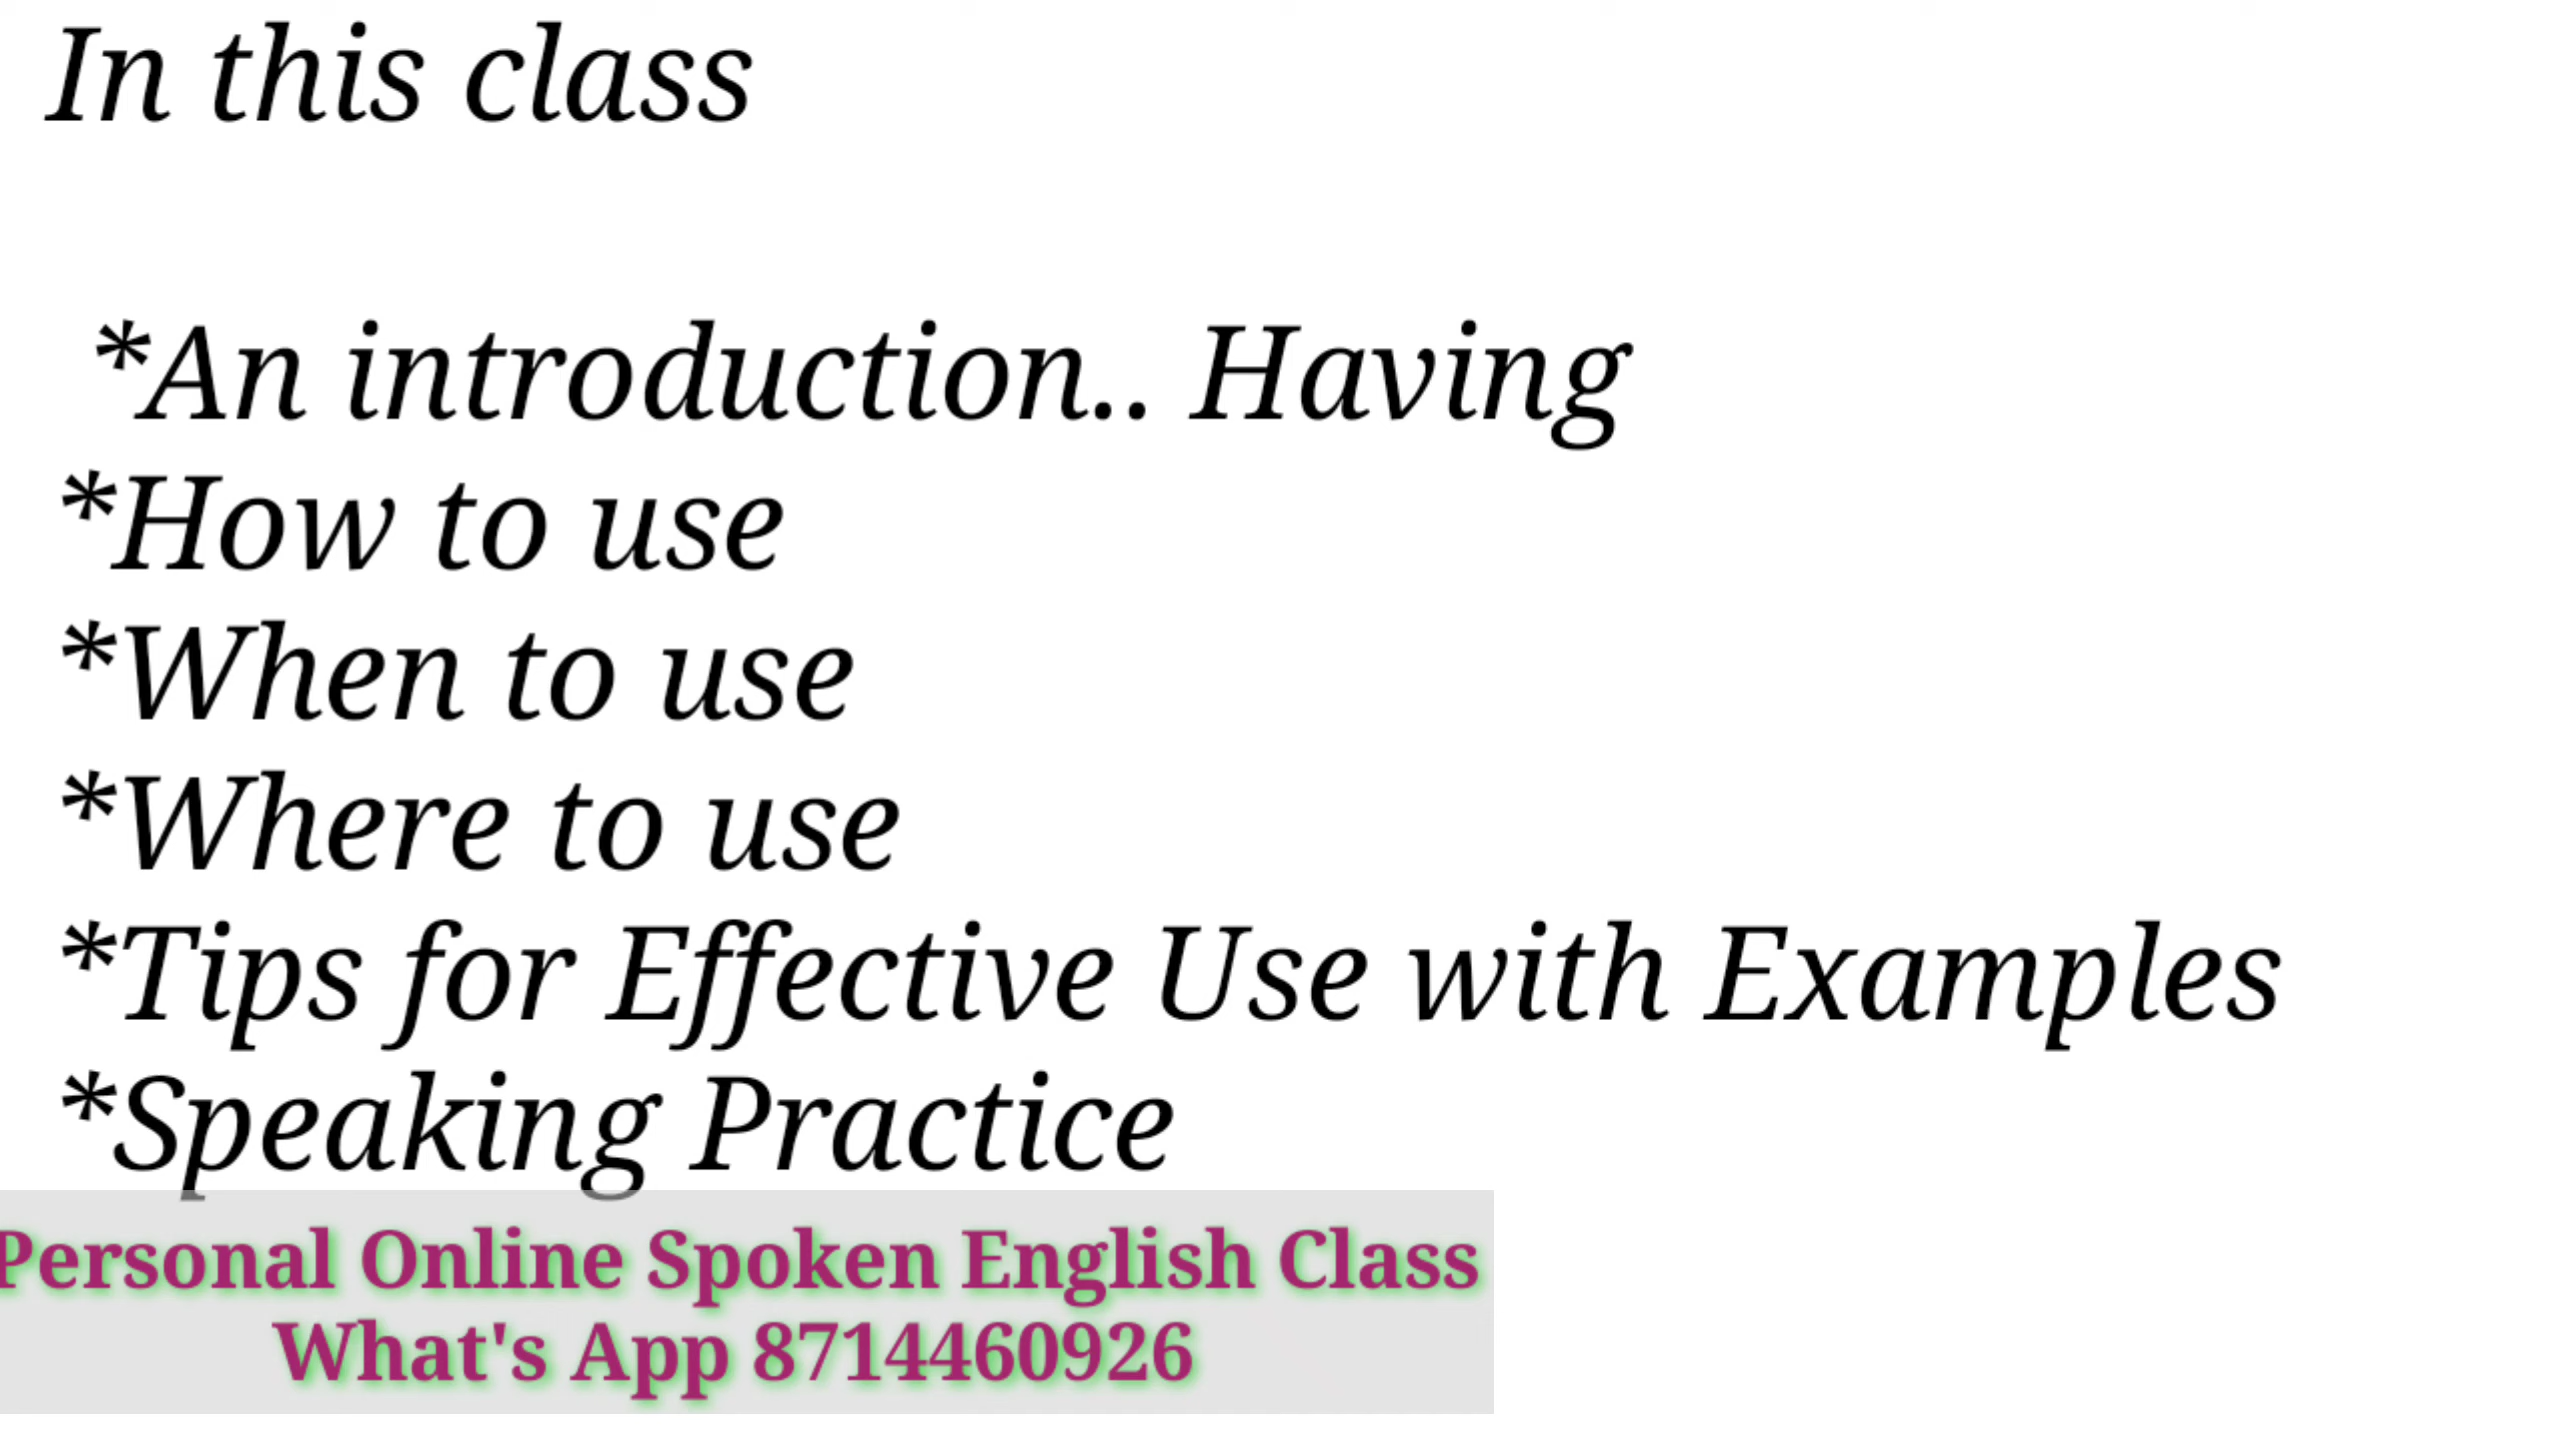 In this class
*An introduction.. Having
*How to use
*When to use
*Where to use
*Tips for Effective Use with Examples
*Speaking Practice
Personal Online Spoken English Class
What's App 8714460926